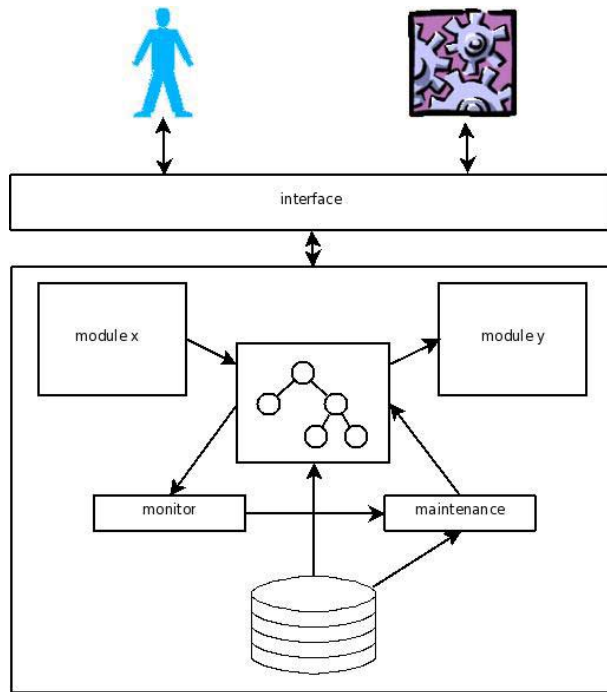 interface
module x
module y
monitor
maintenance